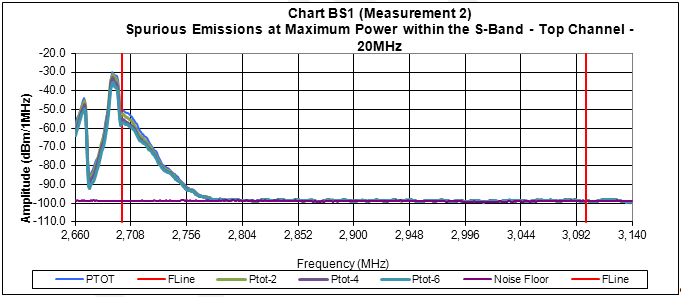 Chart BS1 (Measurement 2)
Spurious Emissions at Maximum Power within the S-Band - Top Channel -
20MHz
Amplitude (dBm/1MHz)
-20.0
-30.0
-40.0
-50.0
-60.0
-70.0
-80.0
-90.0
-100.0
-110.0
2,660 2,708 2,756 2,804 2,852 2,900 2,948 2,996 3,044 3,092 3,140
Frequency (MHz)
PTOT FLine Ptot-2 Ptot-4 Ptot-6 Noise Floor FLine